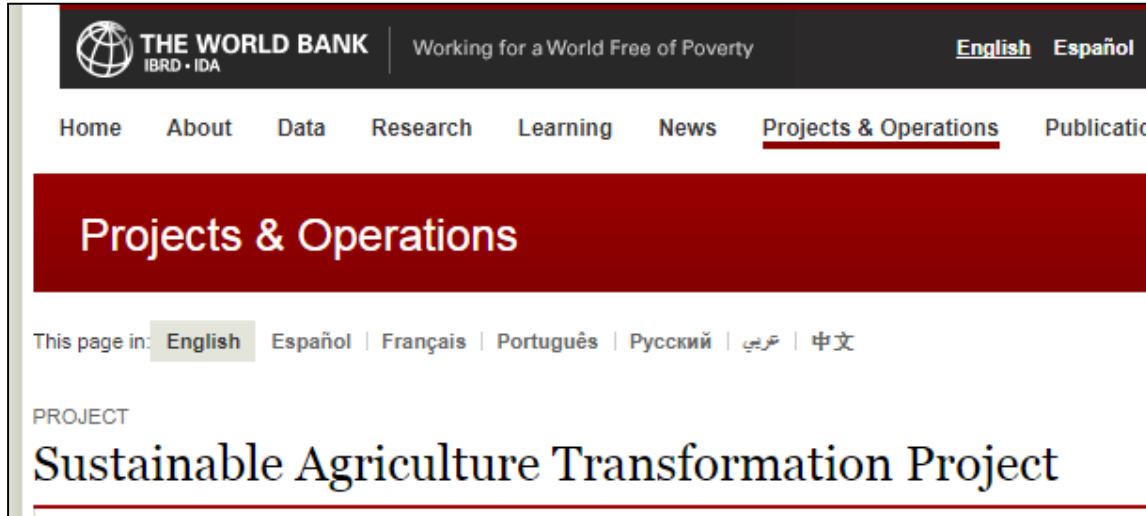 THE WORLD BANK
IBRD • IDA
Working for a World Free of Poverty
English Español
Home About Data Research Learning News Projects & Operations Publicatio
Projects & Operations
This page in: English Español | Français | Português | Русский | عربي | 中文
PROJECT
Sustainable Agriculture Transformation Project